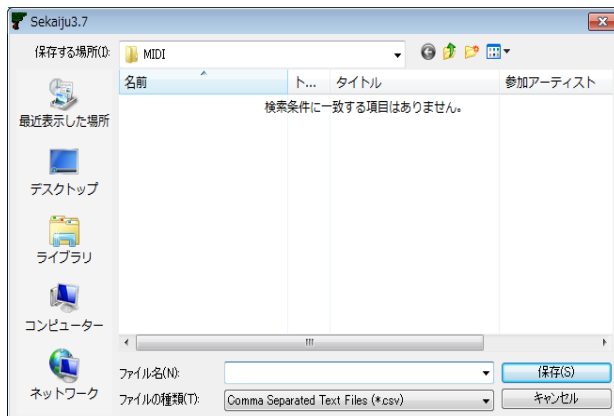 Sekaiju3.7
保存する場所(I):
MIDI
名前
ト...
タイトル
参加アーティスト
検索条件に一致する項目はありません。
最近表示した場所
デスクトップ
ライブラリ
コンピューター
ネットワーク
ファイル名(N):
保存(S)
ファイルの種類(T):
Comma Separated Text Files (*.csv)
キャンセル